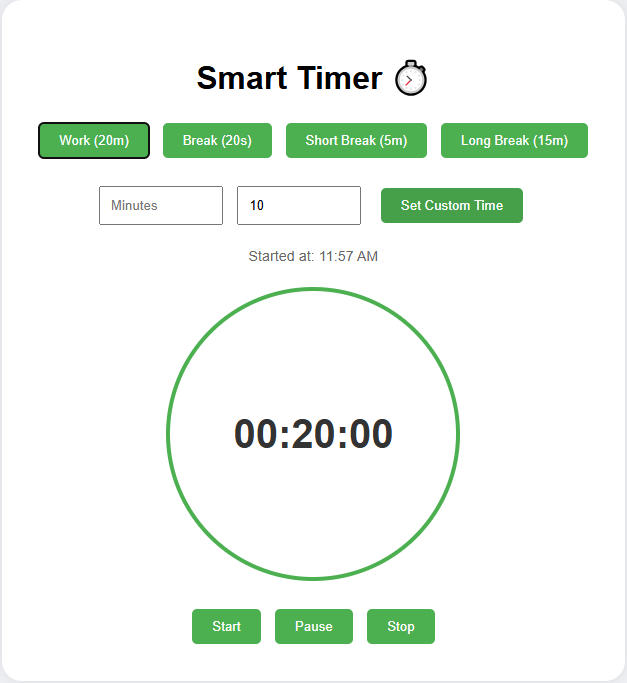 Smart Timer ⏱️
Work (20m) Break (20s) Short Break (5m) Long Break (15m)
Minutes 10 Set Custom Time
Started at: 11:57 AM
00:20:00
Start Pause Stop